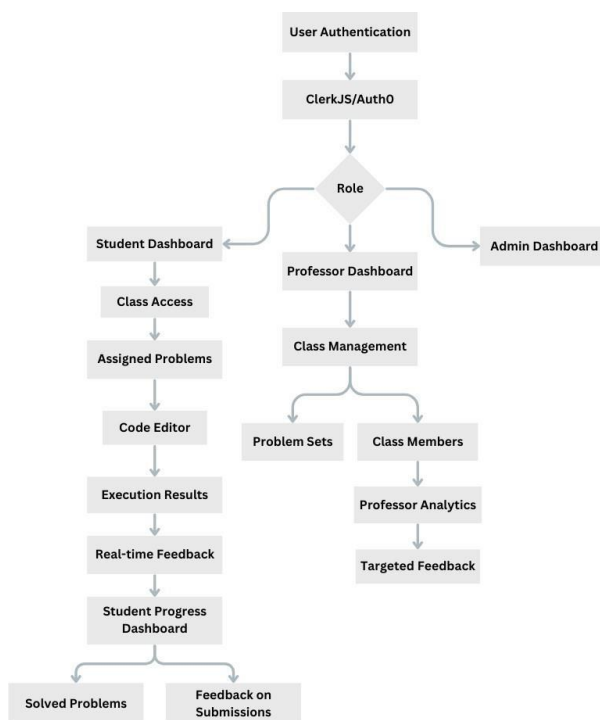 User Authentication
ClerkJS/Auth0
Role
Student Dashboard
Professor Dashboard
Admin Dashboard
Class Access
Assigned Problems
Code Editor
Execution Results
Real-time Feedback
Student Progress
Dashboard
Solved Problems
Feedback on
Submissions
Class Management
Problem Sets
Class Members
Professor Analytics
Targeted Feedback